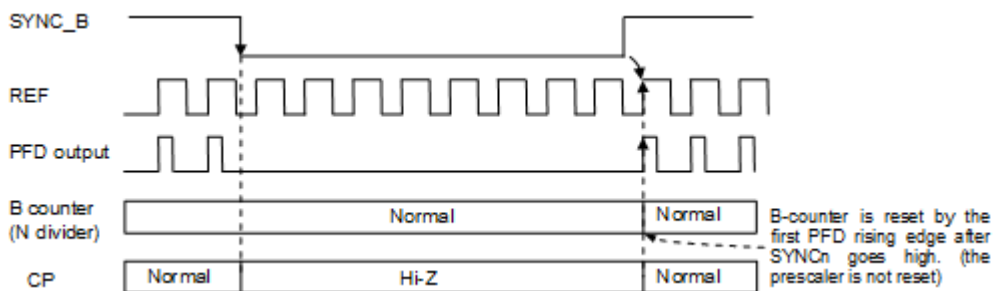 SYNC_B
REF
PFD output
B counter
(N divider)
Normal
Normal
B-counter is reset by the
first PFD rising edge after
SYNCn goes high. (the
prescaler is not reset)
CP
Normal
Hi-Z
Normal